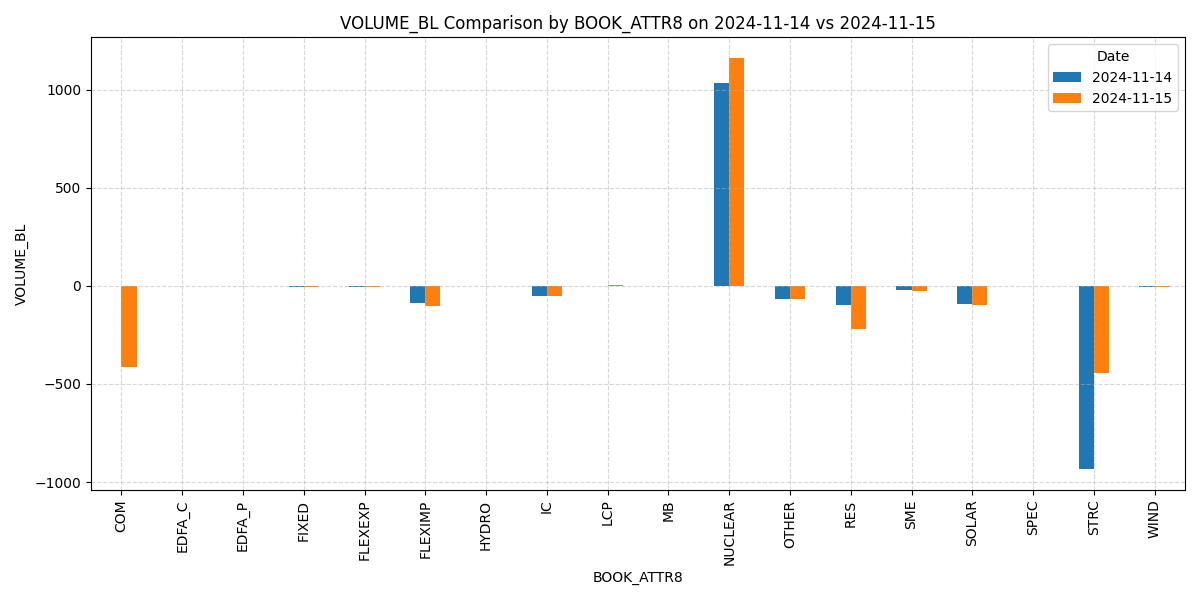 VOLUME_BL Comparison by BOOK_ATTR8 on 2024-11-14 vs 2024-11-15
Date
2024-11-14
2024-11-15
VOLUME_BL
1000
500
0
−500
−1000
COM
EDFA_C
EDFA_P
FIXED
FLEXEXP
FLEXIMP
HYDRO
IC
LCP
MB
NUCLEAR
OTHER
RES
SME
SOLAR
SPEC
STRC
WIND
BOOK_ATTR8